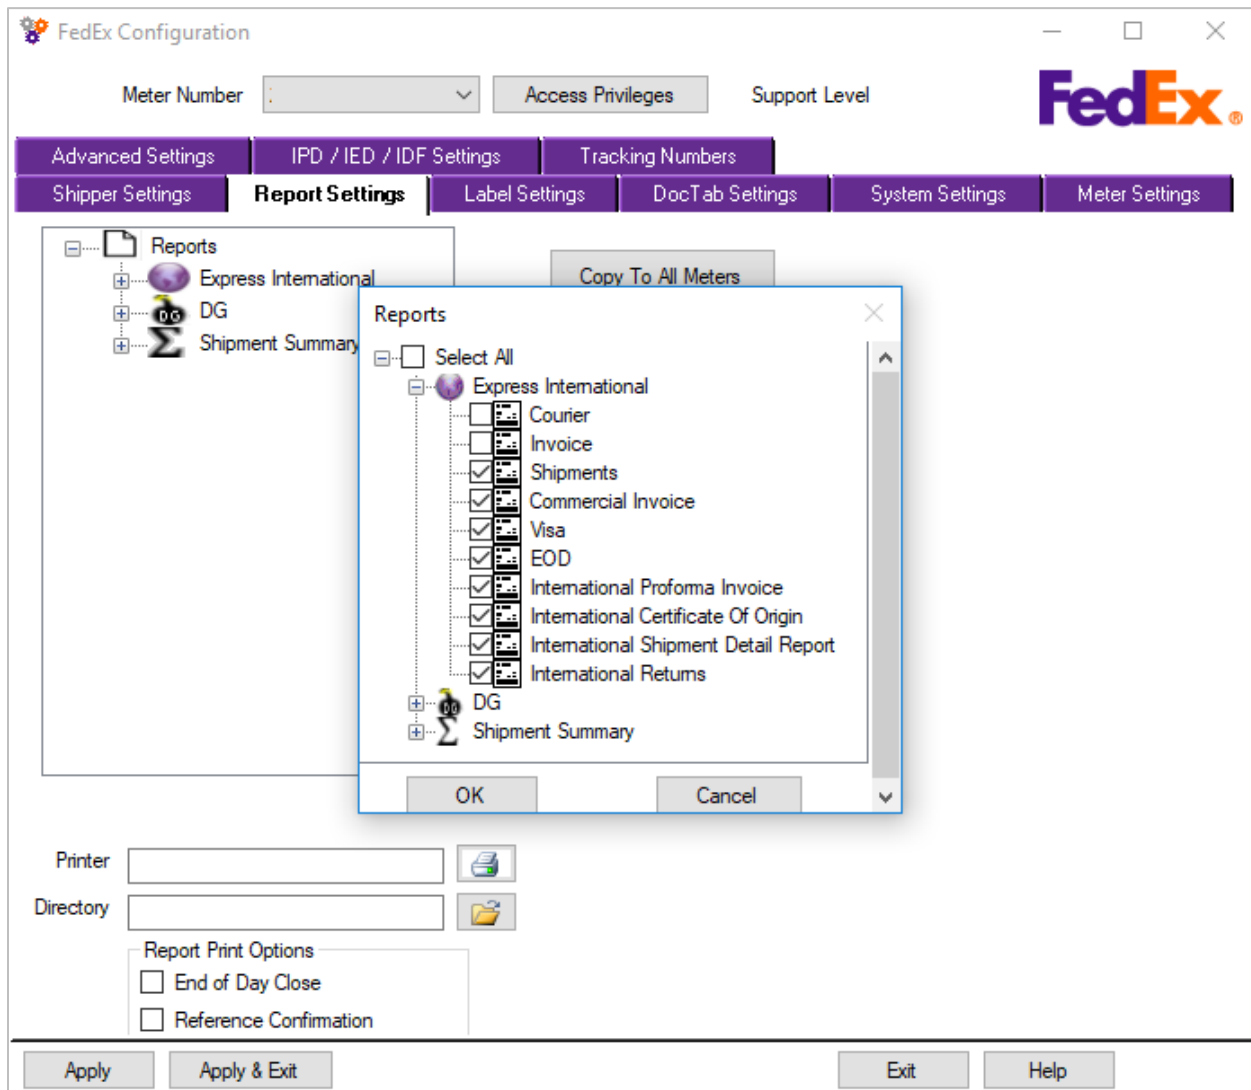 FedEx Configuration
Meter Number
Access Privileges
Support Level
FedEx®
Advanced Settings
IPD / IED / IDF Settings
Tracking Numbers
Shipper Settings
Report Settings
Label Settings
DocTab Settings
System Settings
Meter Settings
Reports
Express International
DG
Shipment Summary
Copy To All Meters
Reports
Select All
Express International
Courier
Invoice
Shipments
Commercial Invoice
Visa
EOD
International Proforma Invoice
International Certificate Of Origin
International Shipment Detail Report
International Returns
DG
Shipment Summary
OK
Cancel
Printer
Directory
Report Print Options
End of Day Close
Reference Confirmation
Apply
Apply & Exit
Exit
Help